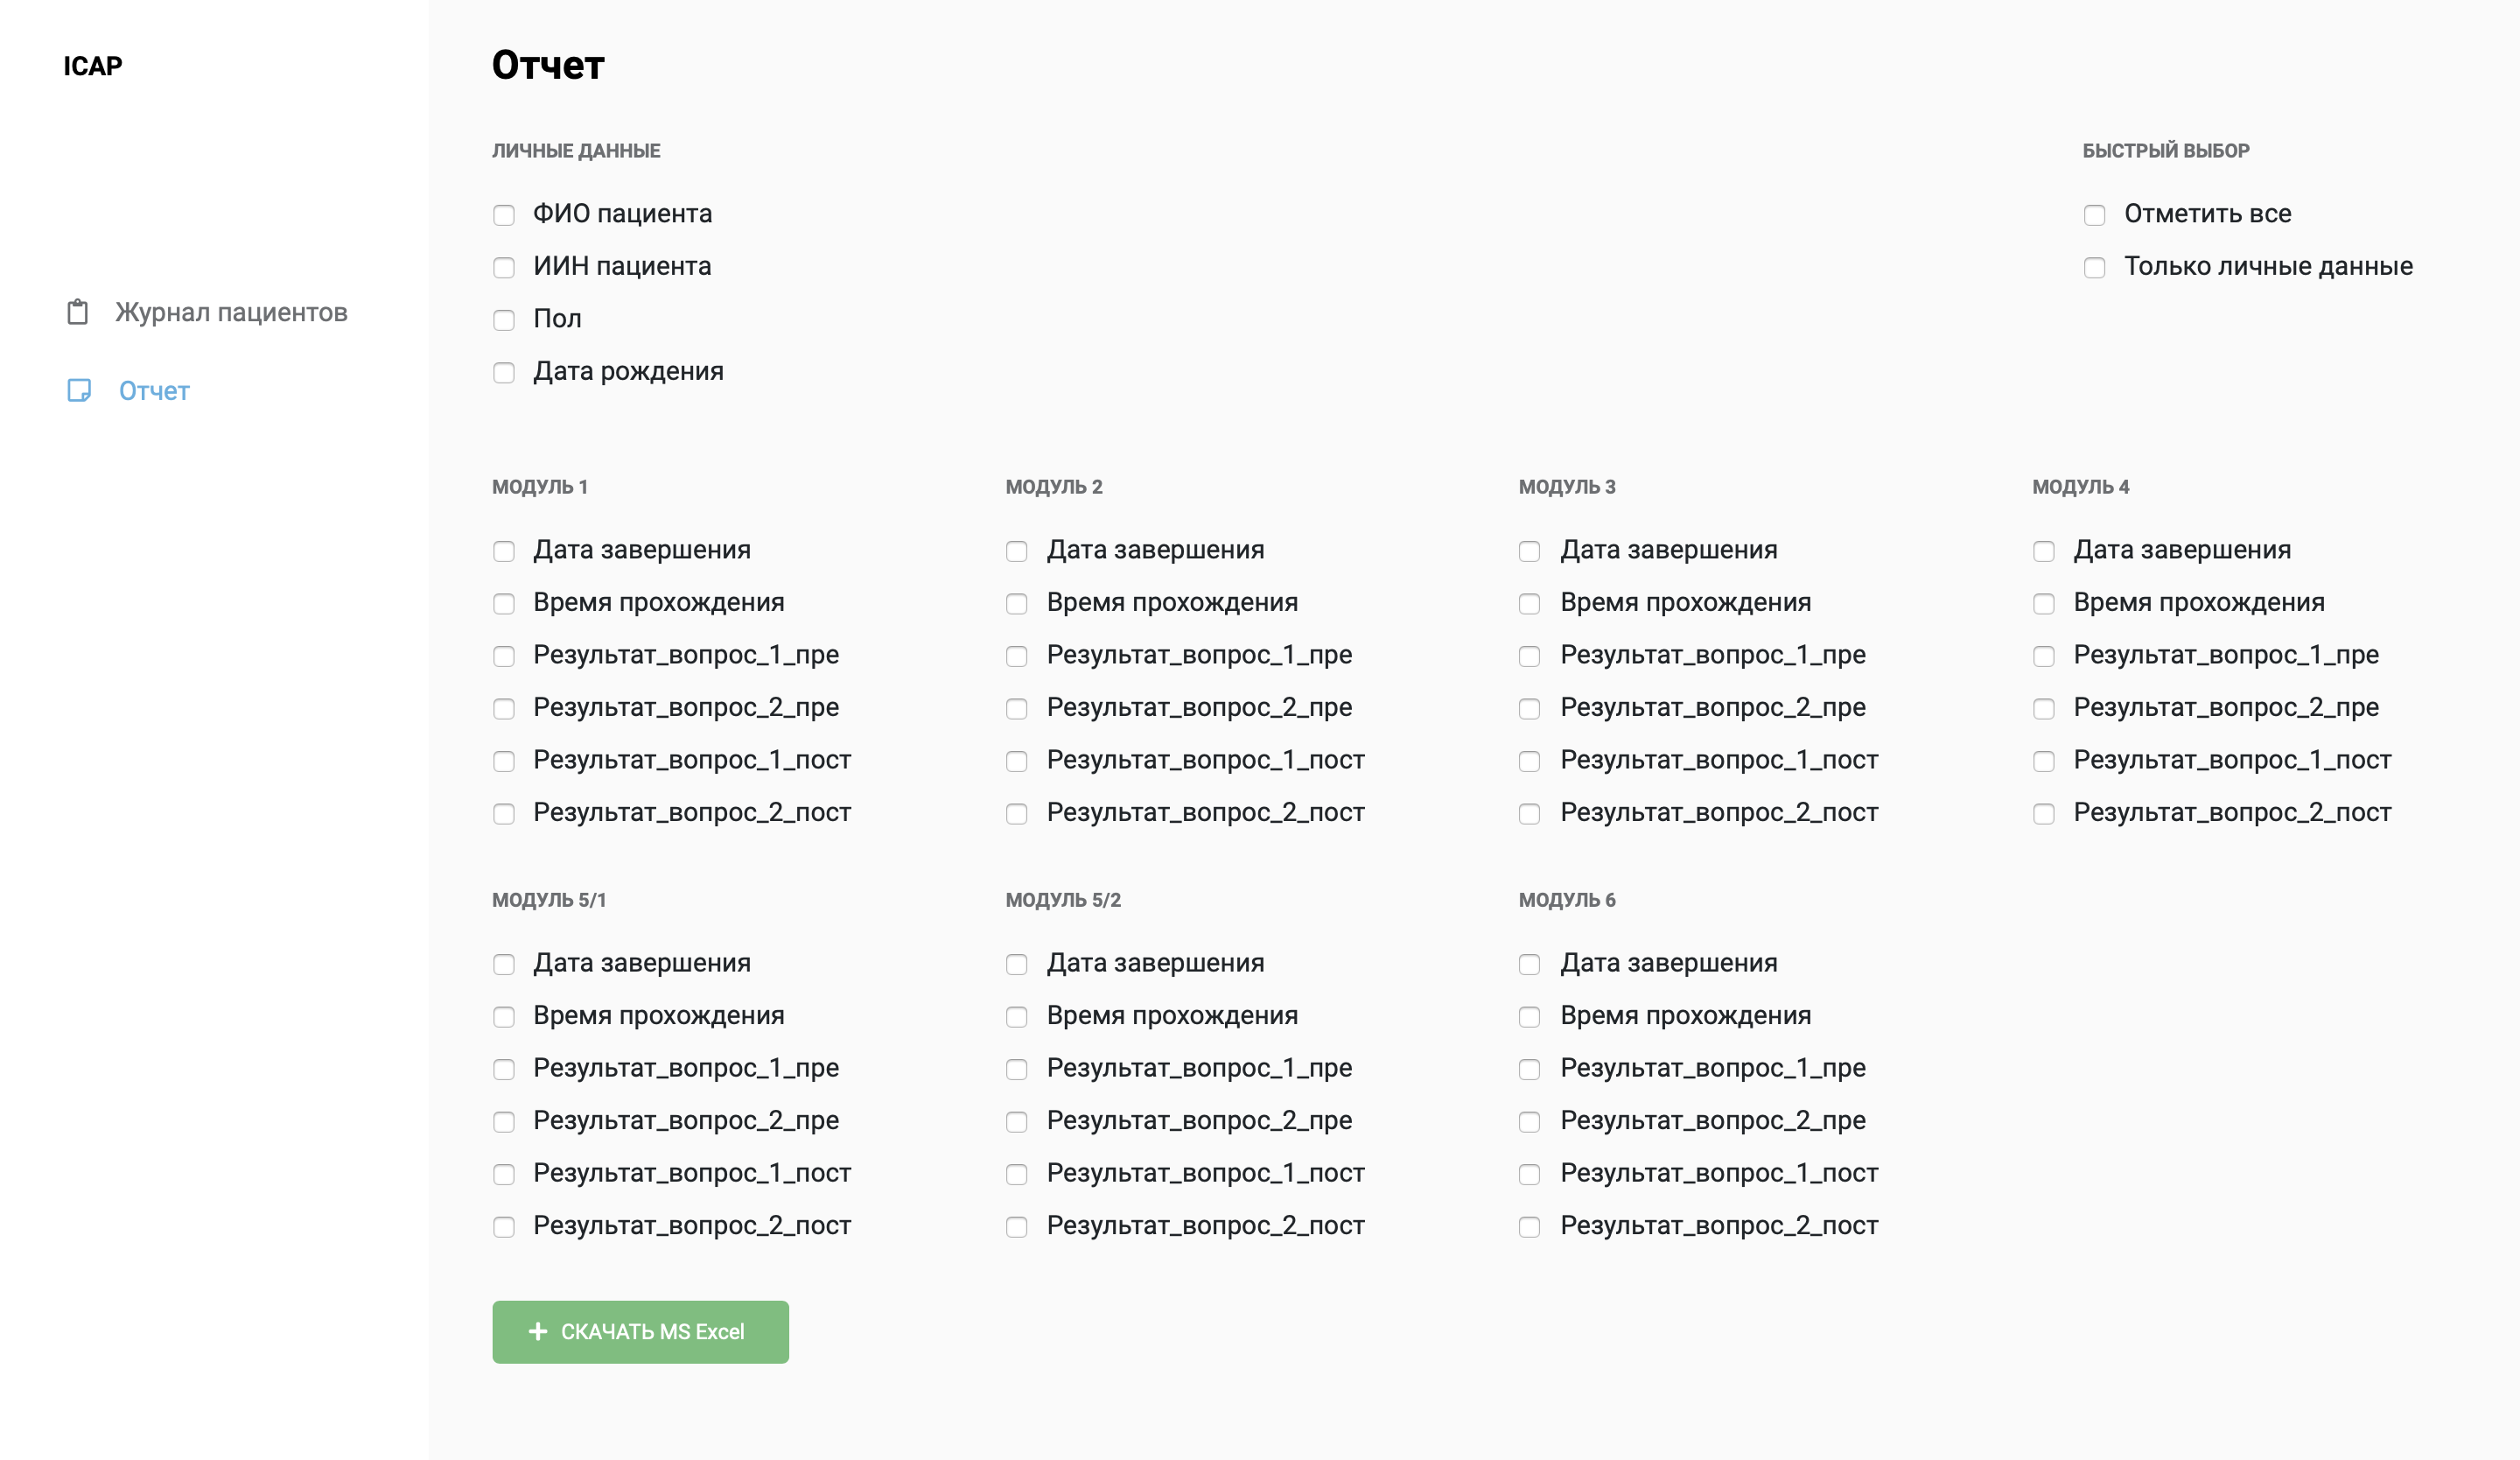 ICAP
Журнал пациентов
Отчет
Отчет
ЛИЧНЫЕ ДАННЫЕ
ФИО пациента
ИИН пациента
Пол
Дата рождения
БЫСТРЫЙ ВЫБОР
Отметить все
Только личные данные
МОДУЛЬ 1
Дата завершения
Время прохождения
Результат_вопрос_1_пре
Результат_вопрос_2_пре
Результат_вопрос_1_пост
Результат_вопрос_2_пост
МОДУЛЬ 2
Дата завершения
Время прохождения
Результат_вопрос_1_пре
Результат_вопрос_2_пре
Результат_вопрос_1_пост
Результат_вопрос_2_пост
МОДУЛЬ 3
Дата завершения
Время прохождения
Результат_вопрос_1_пре
Результат_вопрос_2_пре
Результат_вопрос_1_пост
Результат_вопрос_2_пост
МОДУЛЬ 4
Дата завершения
Время прохождения
Результат_вопрос_1_пре
Результат_вопрос_2_пре
Результат_вопрос_1_пост
Результат_вопрос_2_пост
МОДУЛЬ 5/1
Дата завершения
Время прохождения
Результат_вопрос_1_пре
Результат_вопрос_2_пре
Результат_вопрос_1_пост
Результат_вопрос_2_пост
МОДУЛЬ 5/2
Дата завершения
Время прохождения
Результат_вопрос_1_пре
Результат_вопрос_2_пре
Результат_вопрос_1_пост
Результат_вопрос_2_пост
МОДУЛЬ 6
Дата завершения
Время прохождения
Результат_вопрос_1_пре
Результат_вопрос_2_пре
Результат_вопрос_1_пост
Результат_вопрос_2_пост
СКАЧАТЬ MS Excel